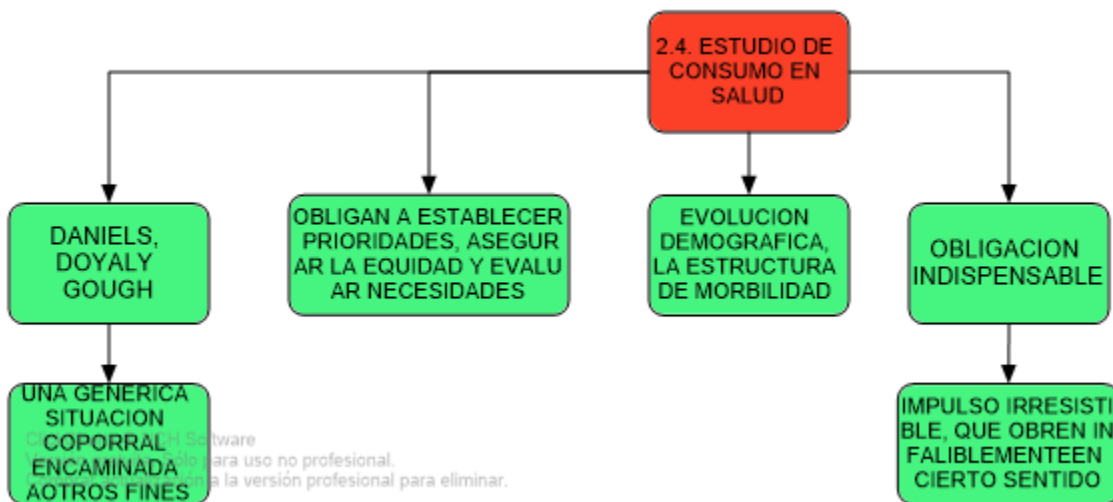 2.4. ESTUDIO DE
CONSUMO EN
SALUD
DANIELS,
DOYALY
GOUGH
OBLIGAN A ESTABLECER
PRIORIDADES, ASEGUR
AR LA EQUIDAD Y EVALU
AR NECESIDADES
EVOLUCION
DEMOGRAFICA,
LA ESTRUCTURA
DE MORBILIDAD
OBLIGACION
INDISPENSABLE
UNA GENERICA
SITUACION
COPORRAL
ENCAMINADA
AOTROS FINES
IMPULSO IRRESISTI
BLE, QUE OBREN IN
FALIBLEMENTEEN
CIERTO SENTIDO
NCH Software
Sólo para uso no profesional.
a la versión profesional para eliminar.